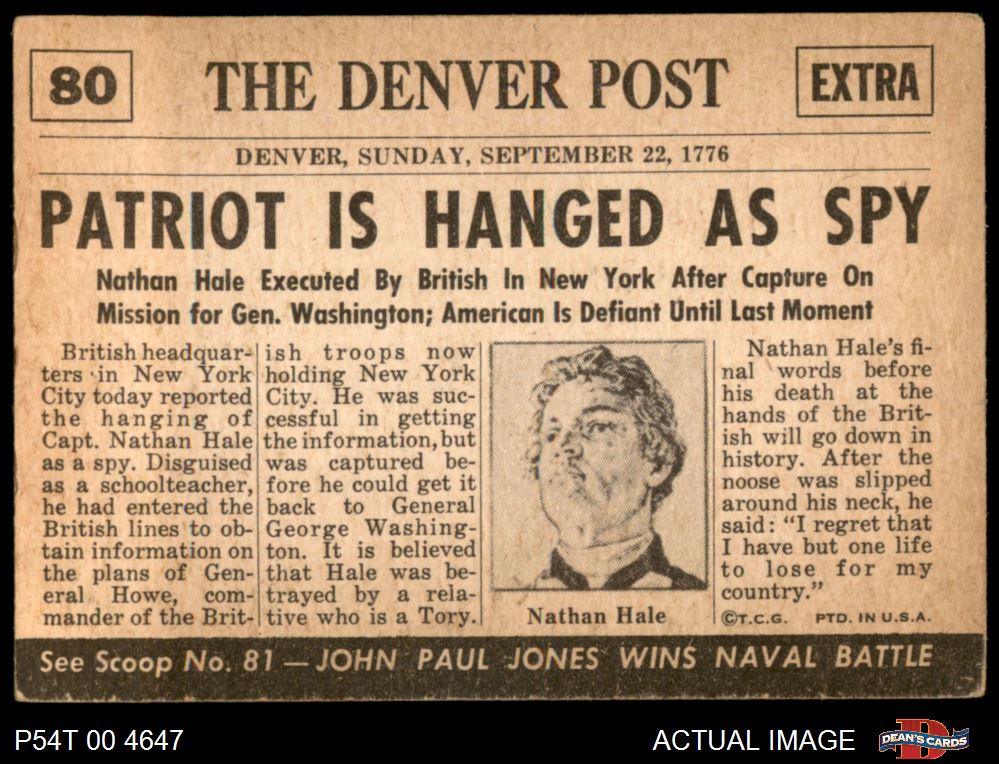 80
THE DENVER POST
EXTRA
DENVER, SUNDAY, SEPTEMBER 22, 1776
PATRIOT IS HANGED AS SPY
Nathan Hale Executed By British In New York After Capture On
Mission for Gen. Washington; American Is Defiant Until Last Moment
British headquar-
ters in New York
City today reported
the hanging of
Capt. Nathan Hale
as a spy. Disguised
as a schoolteacher,
he had entered the
British lines to ob-
tain information on
the plans of Gen-
eral Howe, com-
mander of the Brit-
ish troops now
holding New York
City. He was suc-
cessful in getting
the information, but
was captured be-
fore he could get it
back to General
George Washing-
ton. It is believed
that Hale was be-
trayed by a rela-
tive who is a Tory.
Nathan Hale
Nathan Hale's fi-
nal words before
his death at the
hands of the Brit-
ish will go down in
history. After the
noose was slipped
around his neck, he
said: "I regret that
I have but one life
to lose for my
country."
©T.C.G. PTD. IN U.S.A.
See Scoop No. 81 — JOHN PAUL JONES WINS NAVAL BATTLE
P54T 00 4647
ACTUAL IMAGE
D
DEAN'S CARDS